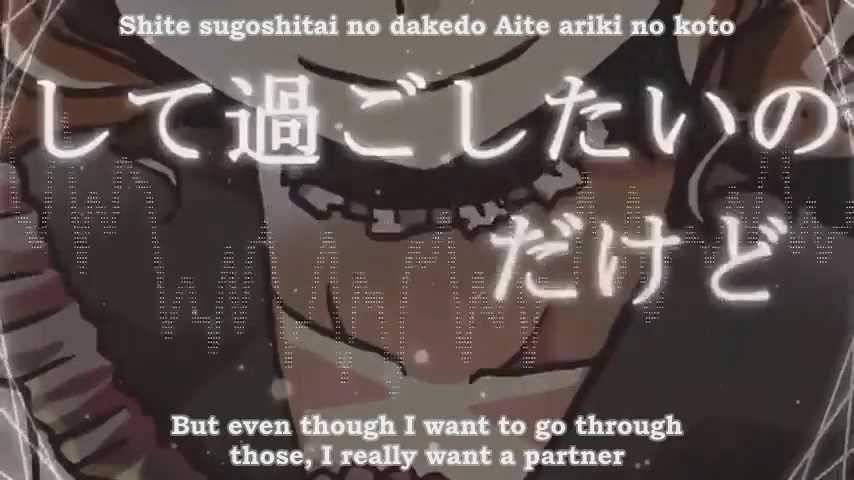 Shite sugoshitai no dakedo Aite ariki no koto
して過ごしたいの
だけど
But even though I want to go through
those, I really want a partner